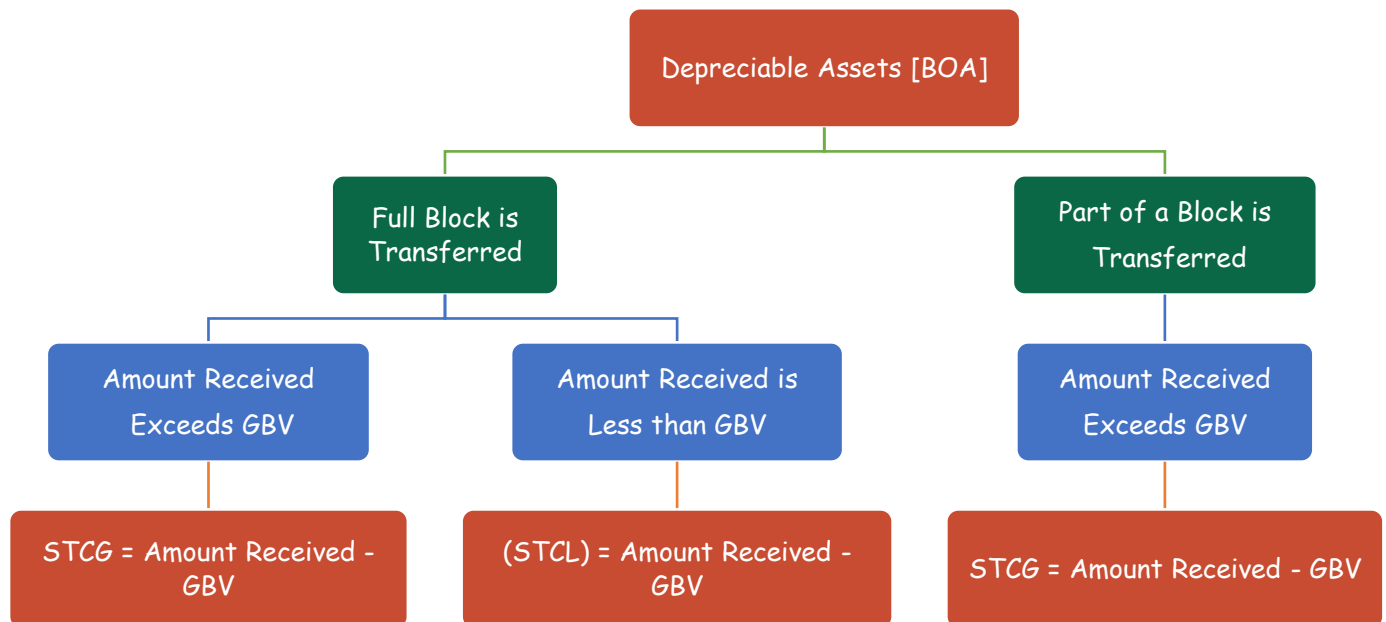 Depreciable Assets [BOA]
Full Block is
Transferred
Part of a Block is
Transferred
Amount Received
Exceeds GBV
Amount Received is
Less than GBV
Amount Received
Exceeds GBV
STCG = Amount Received -
GBV
(STCL) = Amount Received -
GBV
STCG = Amount Received - GBV